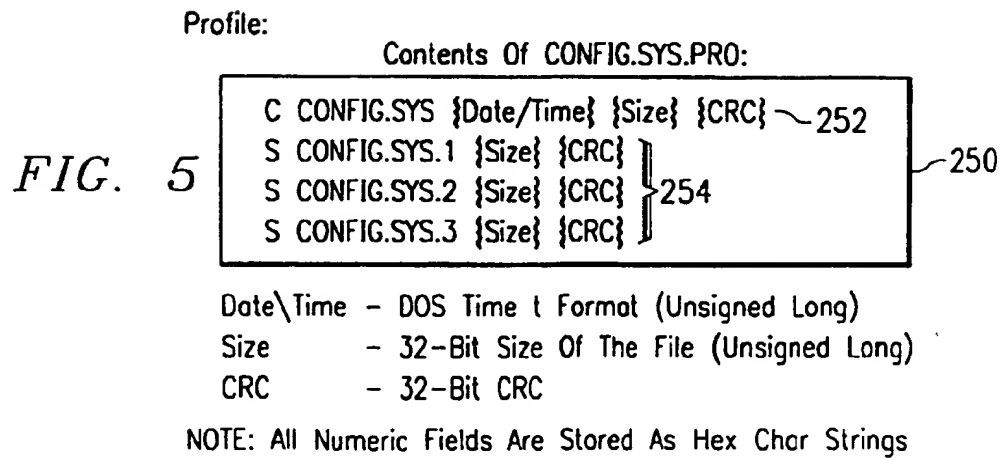 Profile:
Contents Of CONFIG.SYS.PRO:
C CONFIG.SYS {Date/Time} {Size} {CRC} 252
S CONFIG.SYS.1 {Size} {CRC}
S CONFIG.SYS.2 {Size} {CRC} 254
S CONFIG.SYS.3 {Size} {CRC}
250
FIG. 5
Date\Time - DOS Time t Format (Unsigned Long)
Size - 32-Bit Size Of The File (Unsigned Long)
CRC - 32-Bit CRC
NOTE: All Numeric Fields Are Stored As Hex Char Strings